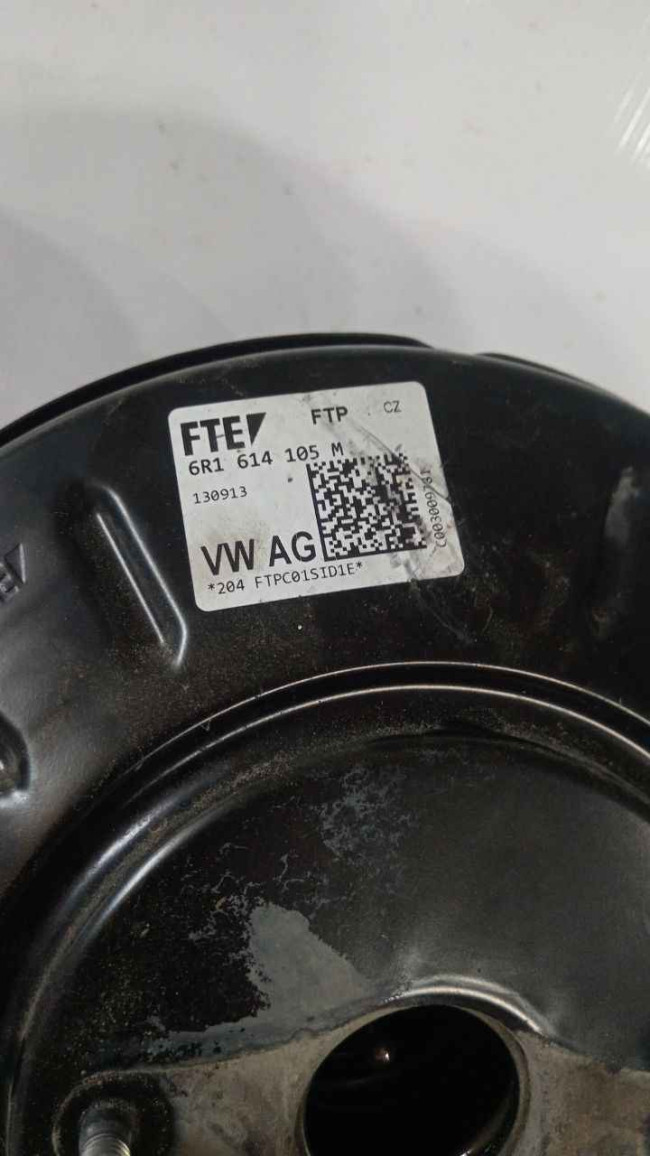 FTE FTP CZ
6R1 614 105 M
130913
VW AG
*204 FTPC01SID1E*